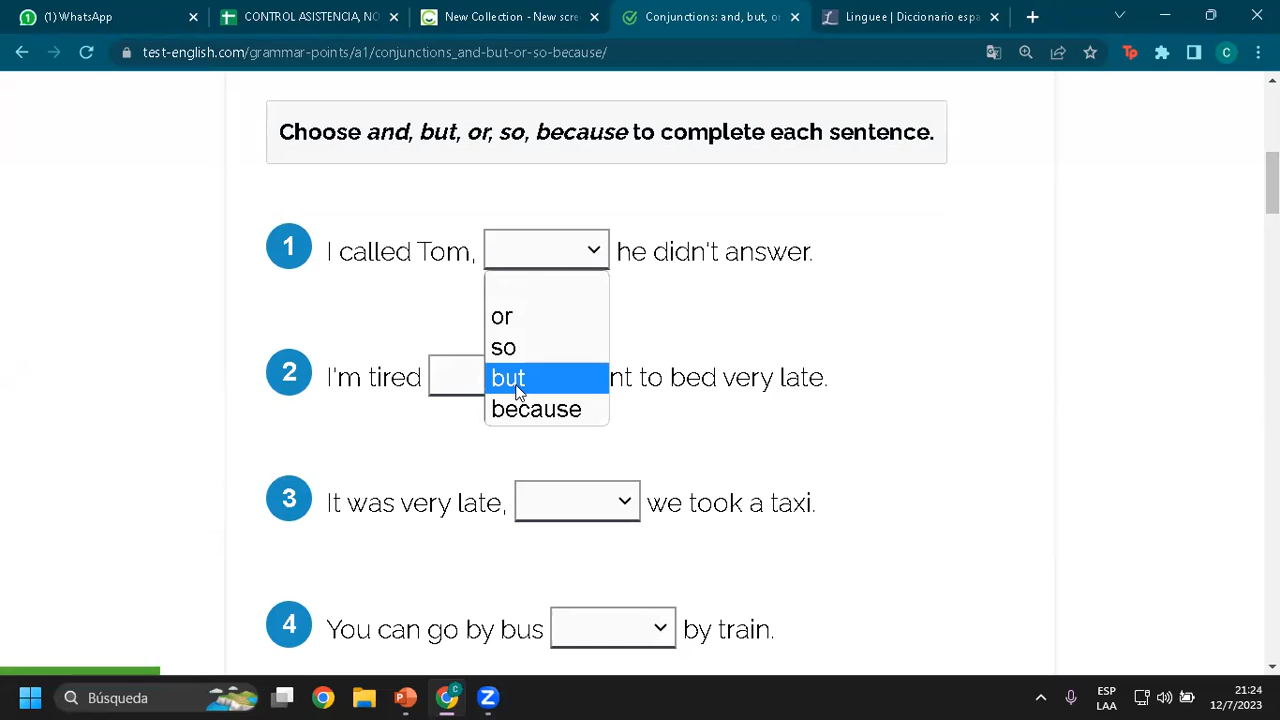 WhatsApp
CONTROL ASISTENCIA, NO
New Collection - New scre
Conjunctions: and, but, or
Linguee | Diccionario espa
test-english.com/grammar-points/a1/conjunctions_and-but-or-so-because/
Choose and, but, or, so, because to complete each sentence.
1 I called Tom, he didn't answer.
or
so
but
because
2 I'm tired nt to bed very late.
3 It was very late, we took a taxi.
4 You can go by bus by train.
Búsqueda
ESP
LAA
21:24
12/7/2023